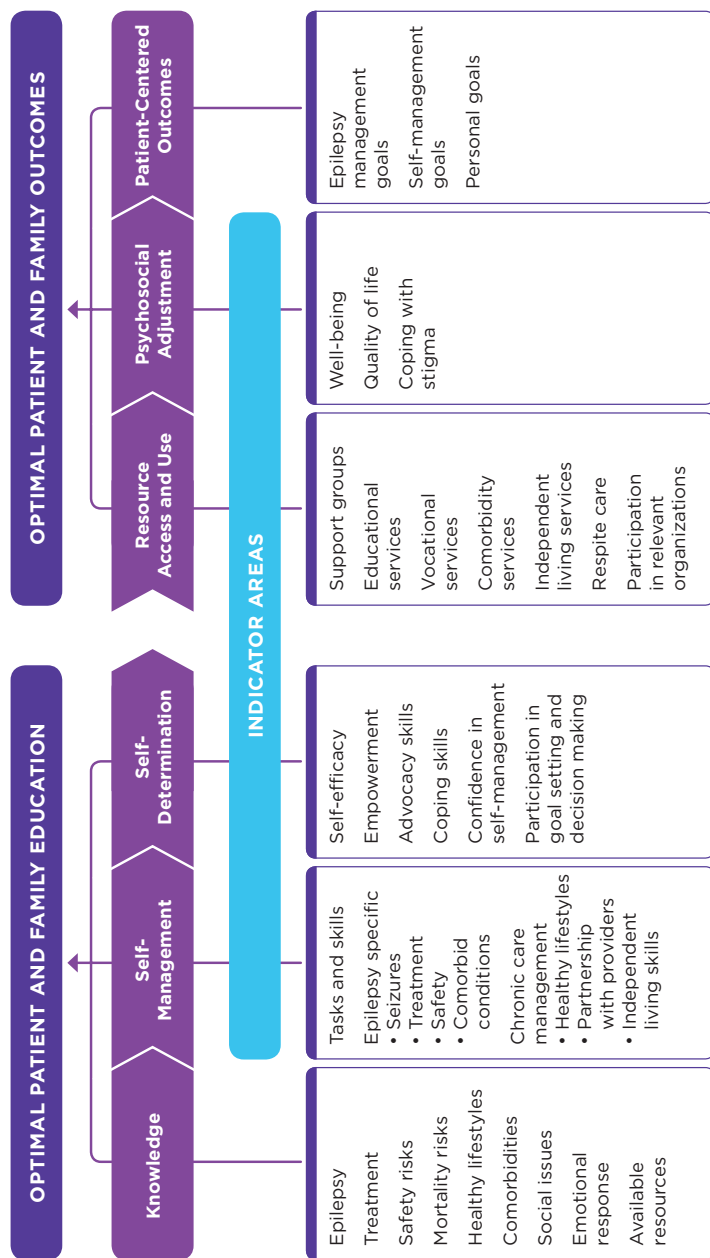 OPTIMAL PATIENT AND FAMILY EDUCATION
OPTIMAL PATIENT AND FAMILY OUTCOMES
Knowledge
Self-
Management
Self-
Determination
Resource
Access and Use
Psychosocial
Adjustment
Patient-Centered
Outcomes
INDICATOR AREAS
Epilepsy
Treatment
Safety risks
Mortality risks
Healthy lifestyles
Comorbidities
Social issues
Emotional
response
Available
resources
Tasks and skills
Epilepsy specific
• Seizures
• Treatment
• Safety
• Comorbid
conditions
Chronic care
management
• Healthy lifestyles
• Partnership
with providers
• Independent
living skills
Self-efficacy
Empowerment
Advocacy skills
Coping skills
Confidence in
self-management
Participation in
goal setting and
decision making
Support groups
Educational
services
Vocational
services
Comorbidity
services
Independent
living services
Respite care
Participation
in relevant
organizations
Well-being
Quality of life
Coping with
stigma
Epilepsy
management
goals
Self-management
goals
Personal goals